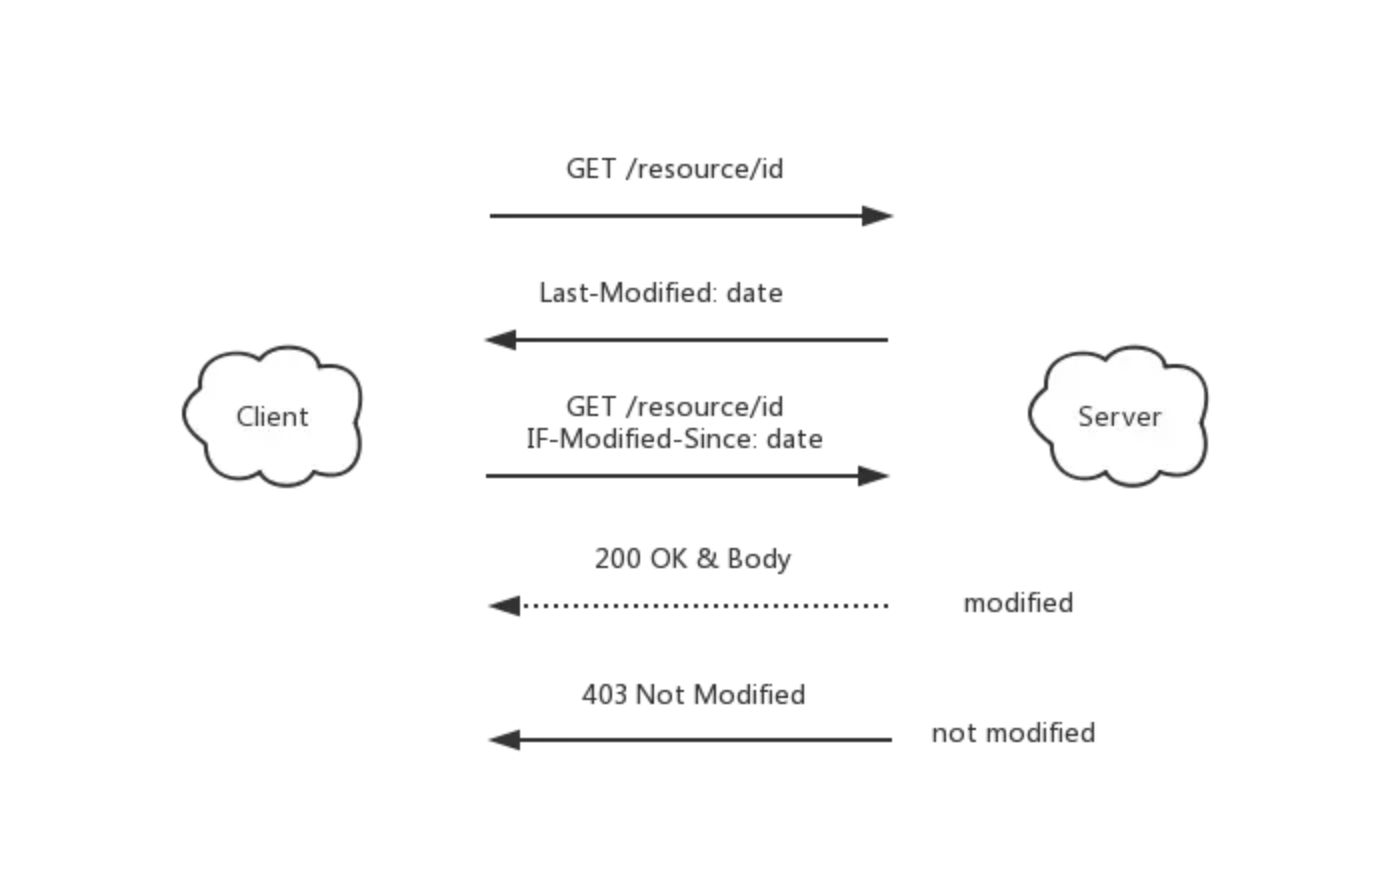 GET /resource/id
Last-Modified: date
Client
GET /resource/id
IF-Modified-Since: date
Server
200 OK & Body
modified
403 Not Modified
not modified